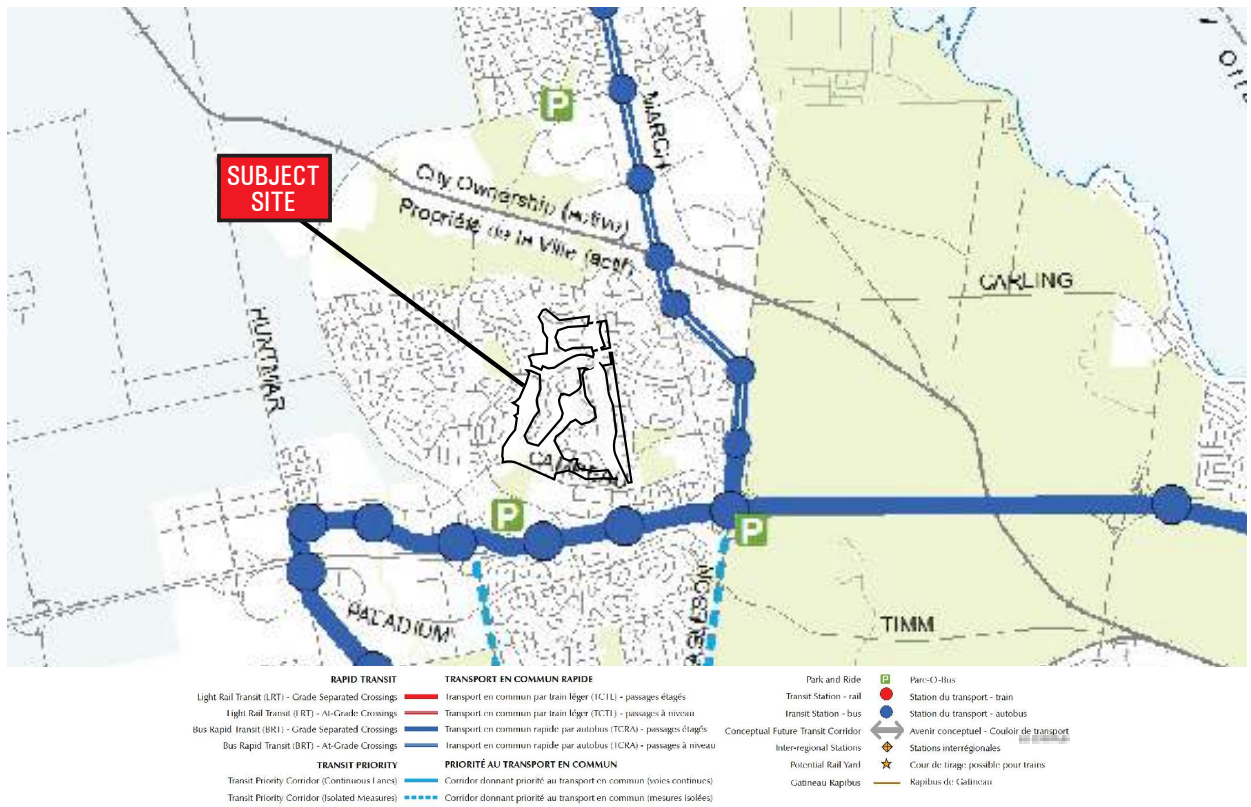 MARCH
Otta
P
SUBJECT
SITE
City Ownership (active)
Propriété de la Ville (actif)
CARLING
HUNTMAR
CAMPEAU
P
P
PALADIUM
TIMM
RAPID TRANSIT
TRANSPORT EN COMMUN RAPIDE
Light Rail Transit (LRT) - Grade Separated Crossings
Transport en commun par train léger (TCTL) - passages étagés
Light Rail Transit (LRT) - At-Grade Crossings
Transport en commun par train léger (TCTL) - passages à niveau
Bus Rapid Transit (BRT) - Grade Separated Crossings
Transport en commun rapide par autobus (TCRA) - passages étagés
Bus Rapid Transit (BRT) - At-Grade Crossings
Transport en commun rapide par autobus (TCRA) - passages à niveau
TRANSIT PRIORITY
PRIORITÉ AU TRANSPORT EN COMMUN
Transit Priority Corridor (Continuous Lanes)
Corridor donnant priorité au transport en commun (voies continues)
Transit Priority Corridor (Isolated Measures)
Corridor donnant priorité au transport en commun (mesures isolées)
Park and Ride
P
Parc-O-Bus
Transit Station - rail
Station du transport - train
Transit Station - bus
Station du transport - autobus
Conceptual Future Transit Corridor
Avenir conceptuel - Couloir de transport
Inter-regional Stations
Stations interrégionales
Potential Rail Yard
Cour de tirage possible pour trains
Gatineau Rapibus
Rapibus de Gatineau